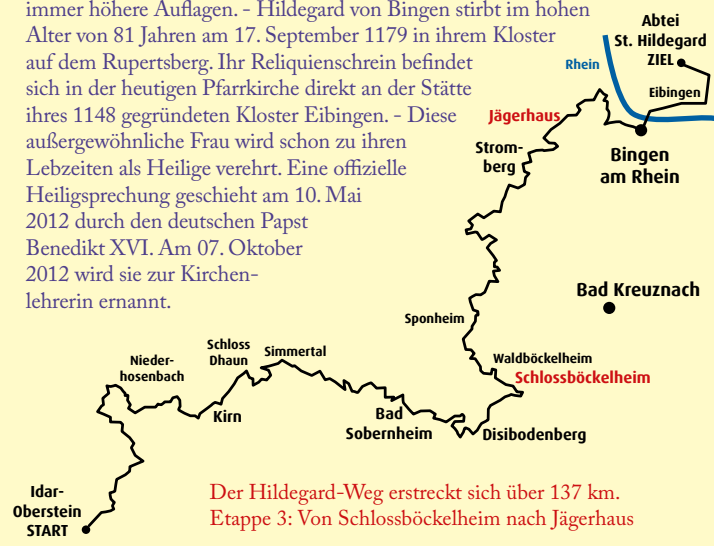 immer höhere Auflagen. - Hildegard von Bingen stirbt im hohen
Alter von 81 Jahren am 17. September 1179 in ihrem Kloster
auf dem Rupertsberg. Ihr Reliquienschrein befindet
sich in der heutigen Pfarrkirche direkt an der Stätte
ihres 1148 gegründeten Kloster Eibingen. - Diese
außergewöhnliche Frau wird schon zu ihren
Lebzeiten als Heilige verehrt. Eine offizielle
Heiligsprechung geschieht am 10. Mai
2012 durch den deutschen Papst
Benedikt XVI. Am 07. Oktober
2012 wird sie zur Kirchen-
lehrerin ernannt.
Abtei
St. Hildegard
ZIEL
Rhein
Eibingen
Jägerhaus
Strom-
berg
Bingen
am Rhein
Bad Kreuznach
Sponheim
Waldböckelheim
Schlossböckelheim
Schloss
Dhaun
Simmertal
Nieder-
hosenbach
Kirn
Bad
Sobernheim
Disibodenberg
Idar-
Oberstein
START
Der Hildegard-Weg erstreckt sich über 137 km.
Etappe 3: Von Schlossböckelheim nach Jägerhaus